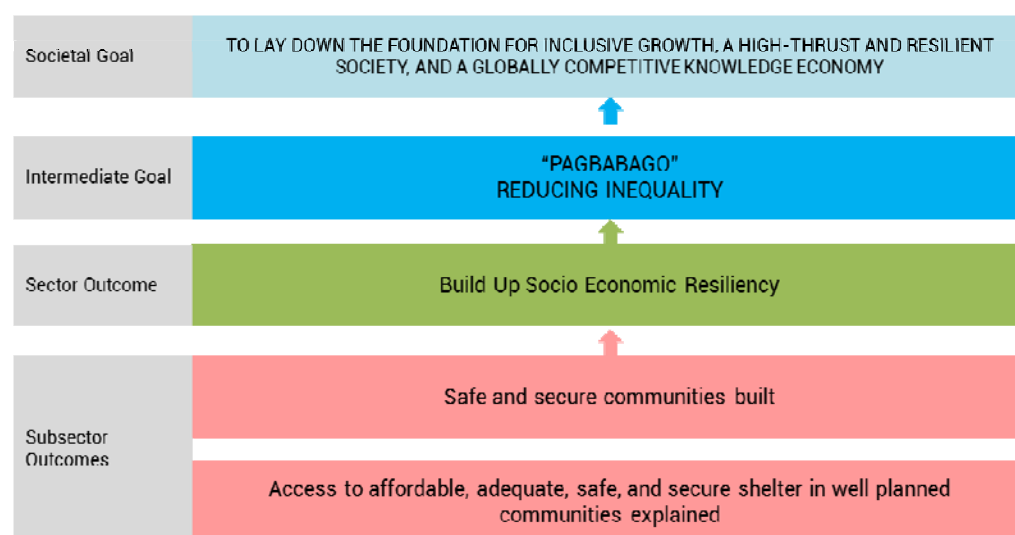 Societal Goal
TO LAY DOWN THE FOUNDATION FOR INCLUSIVE GROWTH, A HIGH-THRUST AND RESILIENT
SOCIETY, AND A GLOBALLY COMPETITIVE KNOWLEDGE ECONOMY
Intermediate Goal
“PAGBABAGO”
REDUCING INEQUALITY
Sector Outcome
Build Up Socio Economic Resiliency
Subsector
Outcomes
Safe and secure communities built
Access to affordable, adequate, safe, and secure shelter in well planned
communities explained